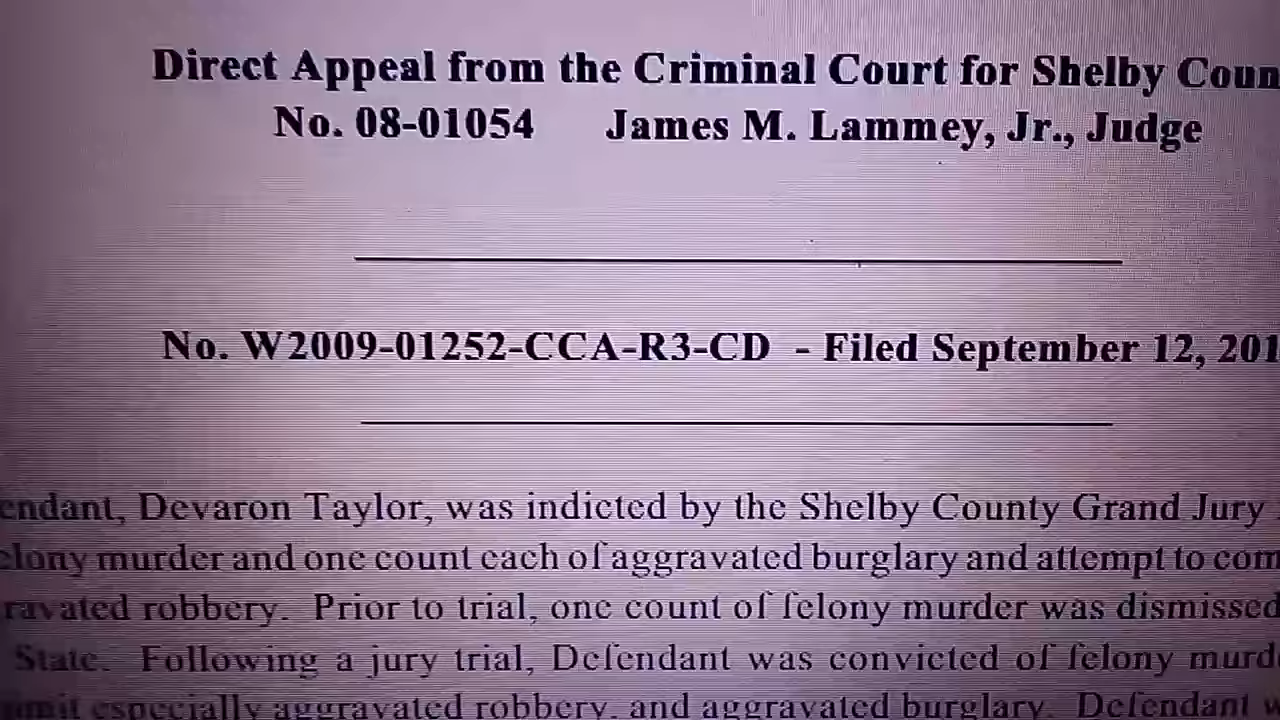 Direct Appeal from the Criminal Court for Shelby Coun
No. 08-01054 James M. Lammey, Jr., Judge
No. W2009-01252-CCA-R3-CD - Filed September 12, 201
endant, Devaron Taylor, was indicted by the Shelby County Grand Jury
elony murder and one count each of aggravated burglary and attempt to com
ravated robbery. Prior to trial, one count of felony murder was dismissed
State. Following a jury trial, Defendant was convicted of felony murd
mmit especially aggravated robbery, and aggravated burglary. Defendant w